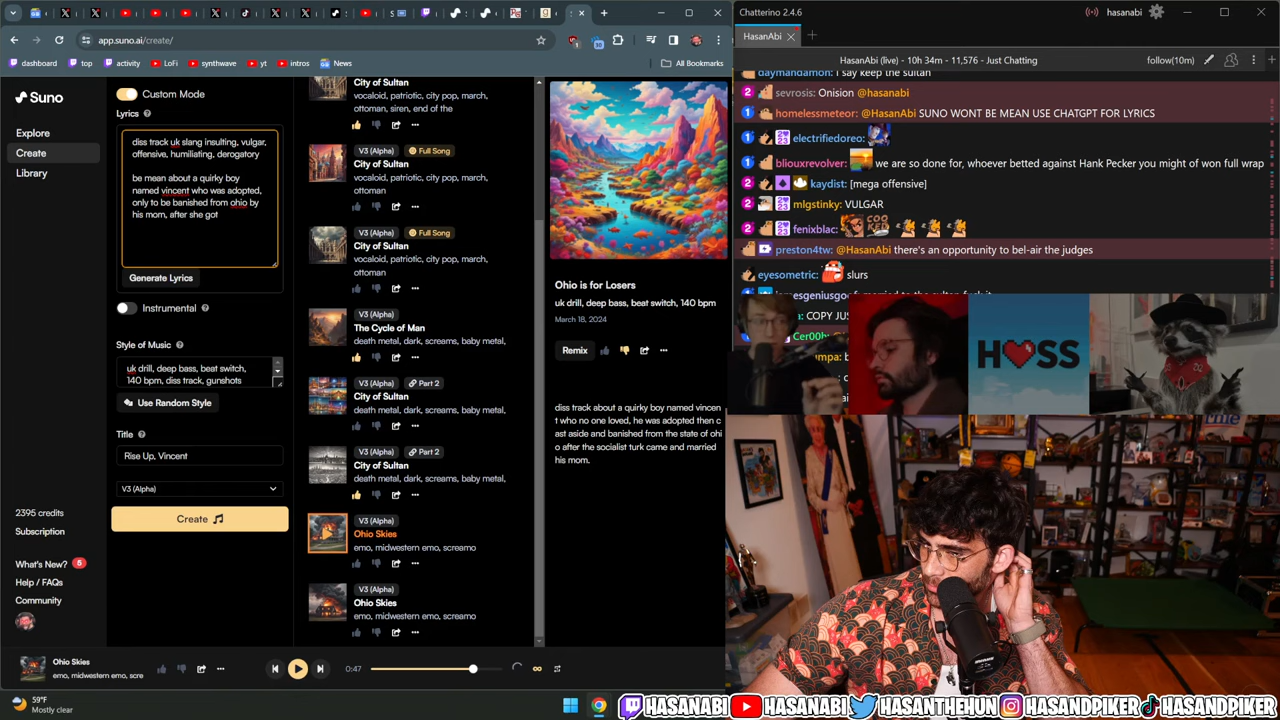 Chatterino 2.4.6
hasanabi
HasanAbi
app.suno.ai/create/
dashboard
top
activity
LoFi
synthwave
yt
intros
News
All Bookmarks
HasanAbi (live) - 10h 34m - 11,576 - Just Chatting
follow(10m)
Suno
Explore
Create
Library
2395 credits
Subscription
What's New? 5
Help / FAQs
Community
Custom Mode
Lyrics
diss track uk slang insulting, vulgar,
offensive, humiliating, derogatory
be mean about a quirky boy
named vincent who was adopted,
only to be banished from ohio by
his mom, after she got
Generate Lyrics
Instrumental
Style of Music
uk drill, deep bass, beat switch,
140 bpm, diss track, gunshots
Use Random Style
Title
Rise Up, Vincent
V3 (Alpha)
Create
City of Sultan
vocaloid, patriotic, city pop, march,
ottoman, siren, end of the
V3 (Alpha) Full Song
City of Sultan
vocaloid, patriotic, city pop, march,
ottoman
V3 (Alpha) Full Song
City of Sultan
vocaloid, patriotic, city pop, march,
ottoman
V3 (Alpha)
The Cycle of Man
death metal, dark, screams, baby metal,
V3 (Alpha) Part 2
City of Sultan
death metal, dark, screams, baby metal,
V3 (Alpha) Part 2
City of Sultan
death metal, dark, screams, baby metal,
V3 (Alpha)
Ohio Skies
emo, midwestern emo, screamo
V3 (Alpha)
Ohio Skies
emo, midwestern emo, screamo
Ohio is for Losers
uk drill, deep bass, beat switch, 140 bpm
March 18, 2024
Remix
diss track about a quirky boy named vincen
t who no one loved, he was adopted then c
ast aside and banished from the state of ohi
o after the socialist turk came and married
his mom.
daymandamon: I say keep the sultan
sevrosis: Onision @hasanabi
homelessmeteor: @HasanAbi SUNO WONT BE MEAN USE CHATGPT FOR LYRICS
electrifiedoreo:
bliouxrevolver: we are so done for, whoever betted against Hank Pecker you might of won full wrap
kaydist: [mega offensive]
mlgstinky: VULGAR
fenixblac:
preston4tw: @HasanAbi there's an opportunity to bel-air the judges
eyesometric: slurs
COPY JUS
Cer00b
H SS
Ohio Skies
emo, midwestern emo, scre
0:47
59°F
Mostly clear
HASANABI
HASANABI
HASANTHEHUN
HASANDPIKER
HASANDPIKER